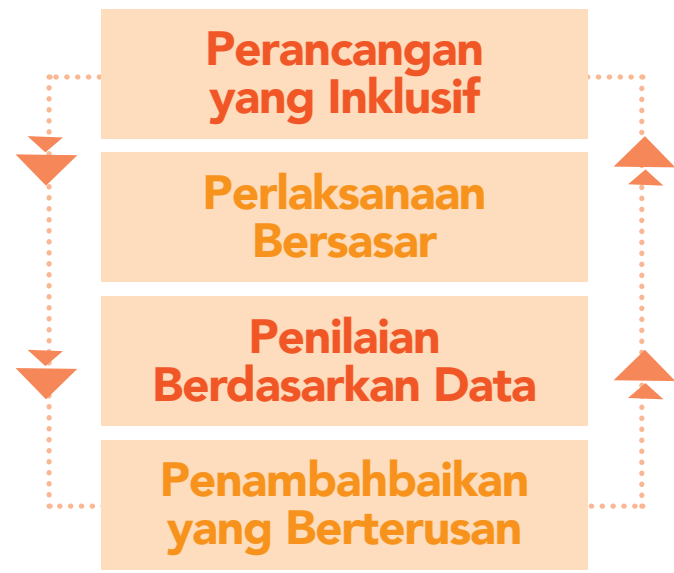 Perancangan
yang Inklusif
Perlaksanaan
Bersasar
Penilaian
Berdasarkan Data
Penambahbaikan
yang Berterusan